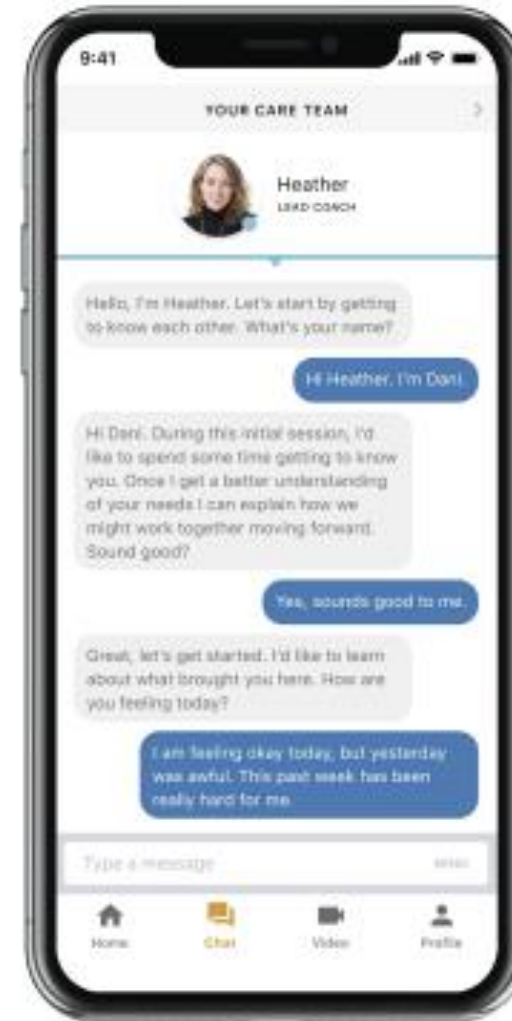 9:41
YOUR CARE TEAM
Heather
LEAD COACH
Hello, I'm Heather. Let's start by getting
to know each other. What's your name?
Hi Heather. I'm Dani.
Hi Dani. During this initial session, I'd
like to spend some time getting to know
you. Once I get a better understanding
of your needs I can explain how we
might work together moving forward.
Sound good?
Yes, sounds good to me.
Great, let's get started. I'd like to learn
about what brought you here. How are
you feeling today?
I am feeling okay today, but yesterday
was awful. This past week has been
really hard for me.
Type a message
SEND
Home
Chat
Video
Profile